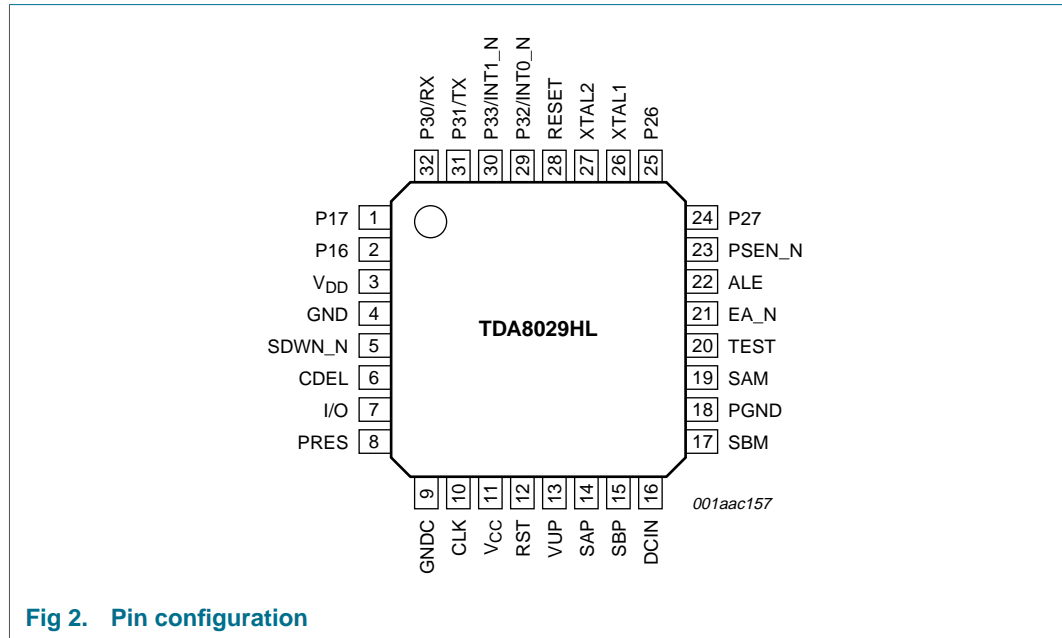 P30/RX
P31/TX
P33/INT1_N
P32/INT0_N
RESET
XTAL2
XTAL1
P26
32
31
30
29
28
27
26
25
P17 1
P16 2
VDD 3
GND 4
SDWN_N 5
CDEL 6
I/O 7
PRES 8
TDA8029HL
24 P27
23 PSEN_N
22 ALE
21 EA_N
20 TEST
19 SAM
18 PGND
17 SBM
9
10
11
12
13
14
15
16
GNDC
CLK
VCC
RST
VUP
SAP
SBP
DCIN
001aac157
Fig 2. Pin configuration